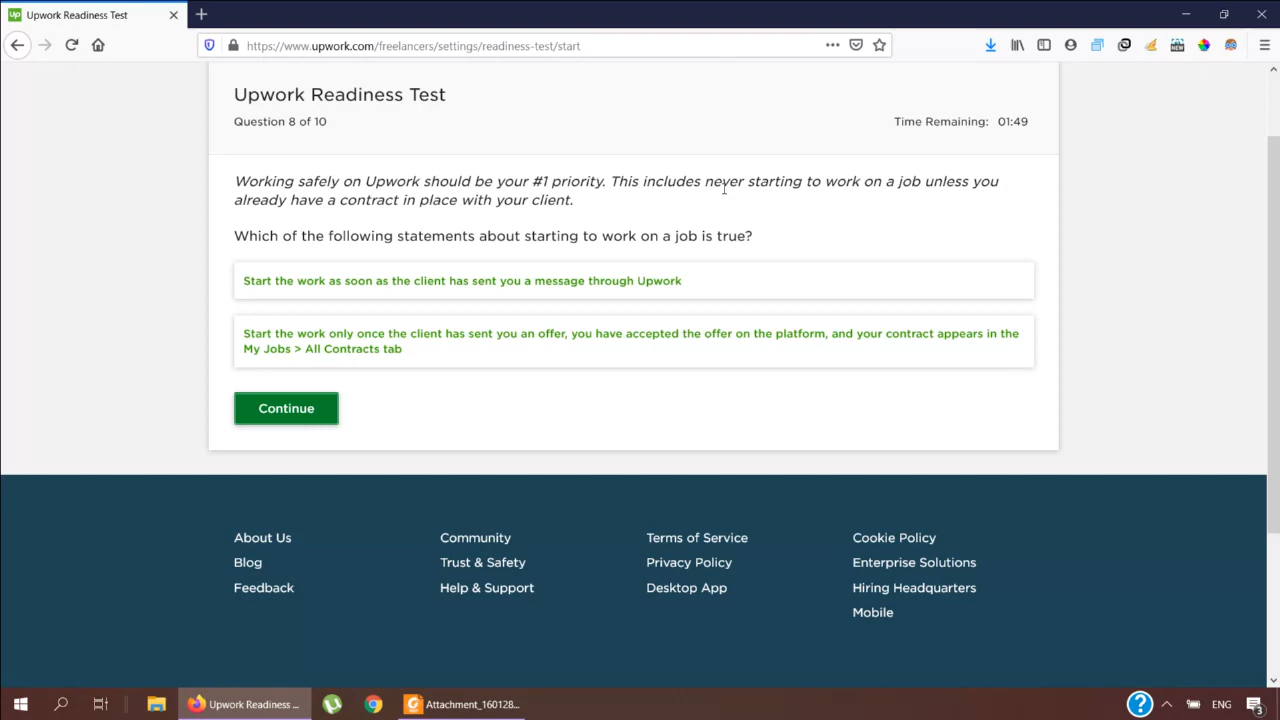 Upwork Readiness Test
https://www.upwork.com/freelancers/settings/readiness-test/start
Upwork Readiness Test
Question 8 of 10
Time Remaining: 01:49
Working safely on Upwork should be your #1 priority. This includes never starting to work on a job unless you
already have a contract in place with your client.
Which of the following statements about starting to work on a job is true?
Start the work as soon as the client has sent you a message through Upwork
Start the work only once the client has sent you an offer, you have accepted the offer on the platform, and your contract appears in the
My Jobs > All Contracts tab
Continue
About Us
Community
Terms of Service
Cookie Policy
Blog
Trust & Safety
Privacy Policy
Enterprise Solutions
Feedback
Help & Support
Desktop App
Hiring Headquarters
Mobile
Upwork Readiness ...
Attachment_160128...
ENG
3